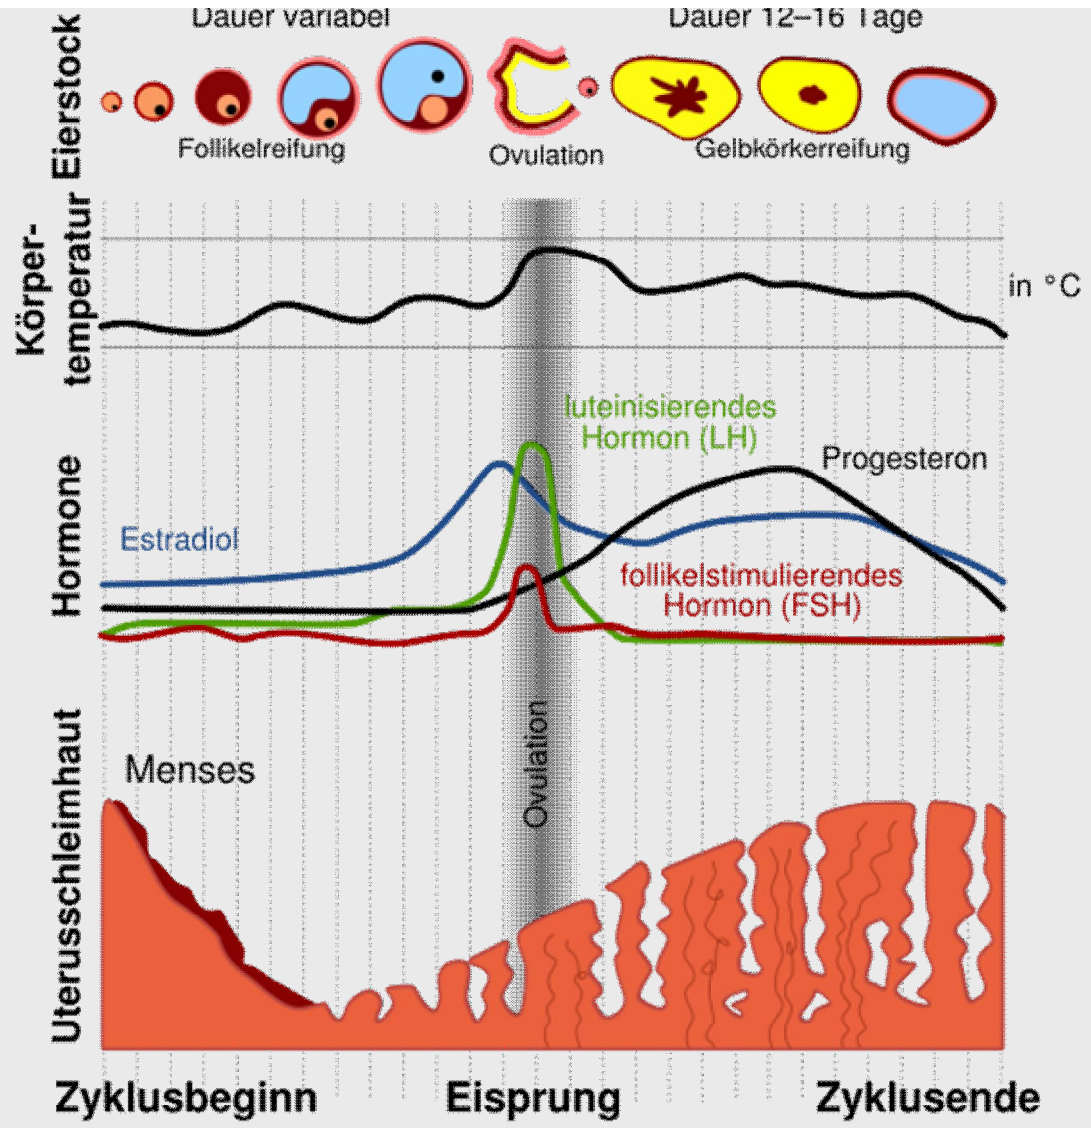 Dauer variabel
Dauer 12–16 Tage
Eierstock
Follikelreifung
Ovulation
Gelbkörkerreifung
Körper-
temperatur
in °C
Hormone
luteinisierendes
Hormon (LH)
Progesteron
Estradiol
follikelstimulierendes
Hormon (FSH)
Ovulation
Uterusschleimhaut
Menses
Zyklusbeginn
Eisprung
Zyklusende